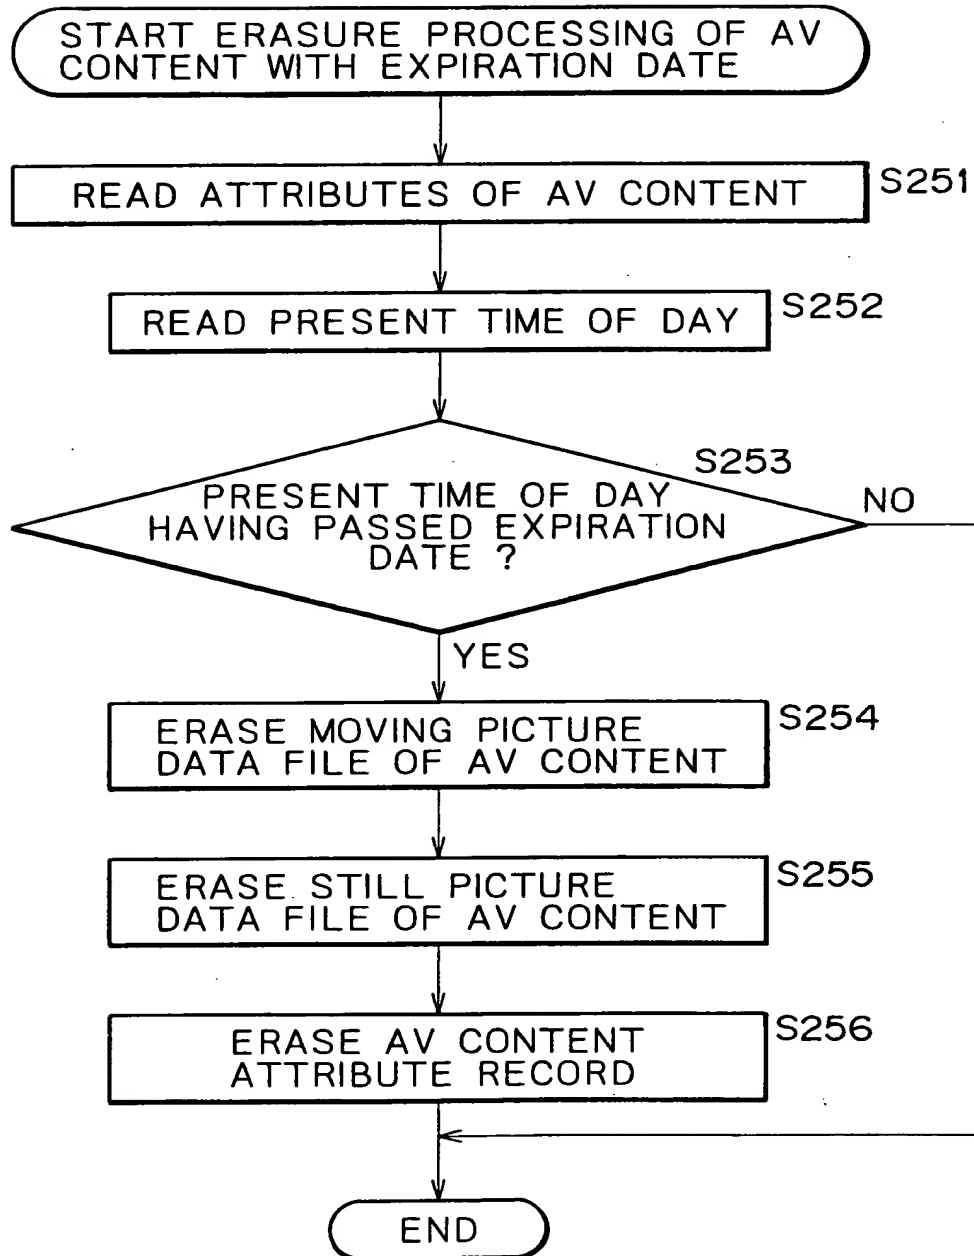 START ERASURE PROCESSING OF AV
CONTENT WITH EXPIRATION DATE
READ ATTRIBUTES OF AV CONTENT
S251
READ PRESENT TIME OF DAY
S252
S253
PRESENT TIME OF DAY
HAVING PASSED EXPIRATION
DATE ?
NO
YES
ERASE MOVING PICTURE
DATA FILE OF AV CONTENT
S254
ERASE STILL PICTURE
DATA FILE OF AV CONTENT
S255
ERASE AV CONTENT
ATTRIBUTE RECORD
S256
END